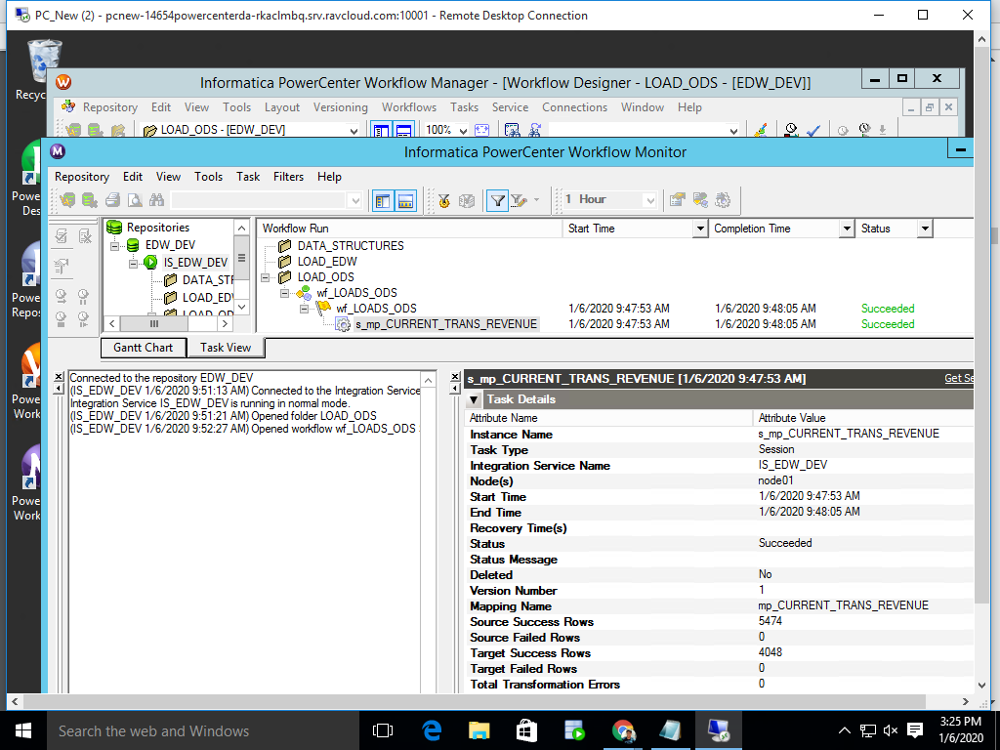 PC_New (2) - pcnew-14654powercenterda-rkaclmbq.srv.ravcloud.com:10001 - Remote Desktop Connection
Recyc
Informatica PowerCenter Workflow Manager - [Workflow Designer - LOAD_ODS - [EDW_DEV]]
Repository Edit View Tools Layout Versioning Workflows Tasks Service Connections Window Help
LOAD_ODS - [EDW_DEV] 100%
Informatica PowerCenter Workflow Monitor
Repository Edit View Tools Task Filters Help
1 Hour
Powe
Des
Powe
Repos
Powe
Work
Powe
Work
Repositories
EDW_DEV
IS_EDW_DEV
DATA_STR
LOAD_EDW
LOAD_OD
Workflow Run Start Time Completion Time Status
DATA_STRUCTURES
LOAD_EDW
LOAD_ODS
wf_LOADS_ODS
wf_LOADS_ODS 1/6/2020 9:47:53 AM 1/6/2020 9:48:05 AM Succeeded
s_mp_CURRENT_TRANS_REVENUE 1/6/2020 9:47:53 AM 1/6/2020 9:48:05 AM Succeeded
Gantt Chart Task View
Connected to the repository EDW_DEV
(IS_EDW_DEV 1/6/2020 9:51:13 AM) Connected to the Integration Service
Integration Service IS_EDW_DEV is running in normal mode.
(IS_EDW_DEV 1/6/2020 9:51:21 AM) Opened folder LOAD_ODS
(IS_EDW_DEV 1/6/2020 9:52:27 AM) Opened workflow wf_LOADS_ODS
s_mp_CURRENT_TRANS_REVENUE [1/6/2020 9:47:53 AM] Get Se
Task Details
Attribute Name Attribute Value
Instance Name s_mp_CURRENT_TRANS_REVENUE
Task Type Session
Integration Service Name IS_EDW_DEV
Node(s) node01
Start Time 1/6/2020 9:47:53 AM
End Time 1/6/2020 9:48:05 AM
Recovery Time(s)
Status Succeeded
Status Message
Deleted No
Version Number 1
Mapping Name mp_CURRENT_TRANS_REVENUE
Source Success Rows 5474
Source Failed Rows 0
Target Success Rows 4048
Target Failed Rows 0
Total Transformation Errors 0
Search the web and Windows
3:25 PM
1/6/2020